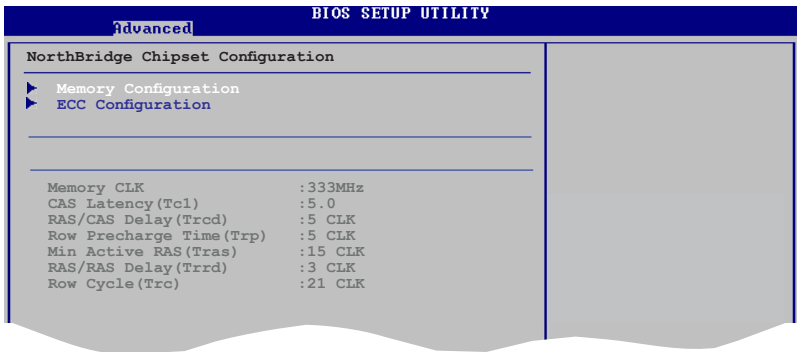 BIOS SETUP UTILITY
Advanced
NorthBridge Chipset Configuration
Memory Configuration
ECC Configuration
Memory CLK :333MHz
CAS Latency(Tc1) :5.0
RAS/CAS Delay(Trcd) :5 CLK
Row Precharge Time(Trp) :5 CLK
Min Active RAS(Tras) :15 CLK
RAS/RAS Delay(Trrd) :3 CLK
Row Cycle(Trc) :21 CLK